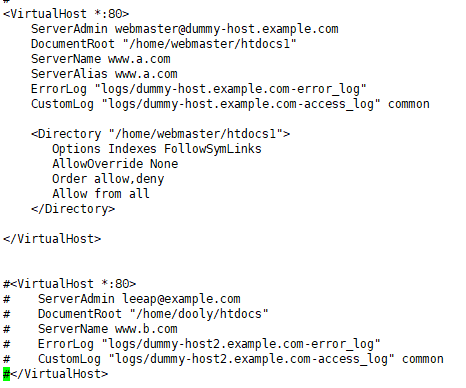 #
<VirtualHost *:80>
    ServerAdmin webmaster@dummy-host.example.com
    DocumentRoot "/home/webmaster/htdocs1"
    ServerName www.a.com
    ServerAlias www.a.com
    ErrorLog "logs/dummy-host.example.com-error_log"
    CustomLog "logs/dummy-host.example.com-access_log" common
    <Directory "/home/webmaster/htdocs1">
       Options Indexes FollowSymLinks
       AllowOverride None
       Order allow,deny
       Allow from all
    </Directory>
</VirtualHost>
#<VirtualHost *:80>
#    ServerAdmin leeap@example.com
#    DocumentRoot "/home/dooly/htdocs"
#    ServerName www.b.com
#    ErrorLog "logs/dummy-host2.example.com-error_log"
#    CustomLog "logs/dummy-host2.example.com-access_log" common
#</VirtualHost>